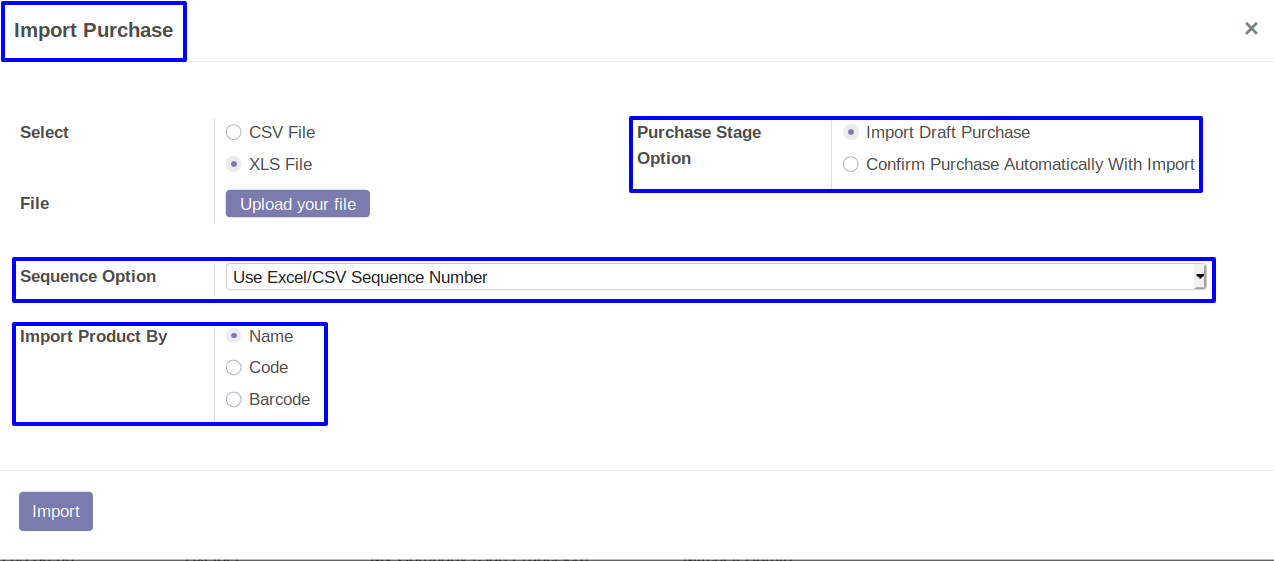 Import Purchase
×
Select
CSV File
XLS File
File
Upload your file
Purchase Stage
Option
Import Draft Purchase
Confirm Purchase Automatically With Import
Sequence Option
Use Excel/CSV Sequence Number
Import Product By
Name
Code
Barcode
Import